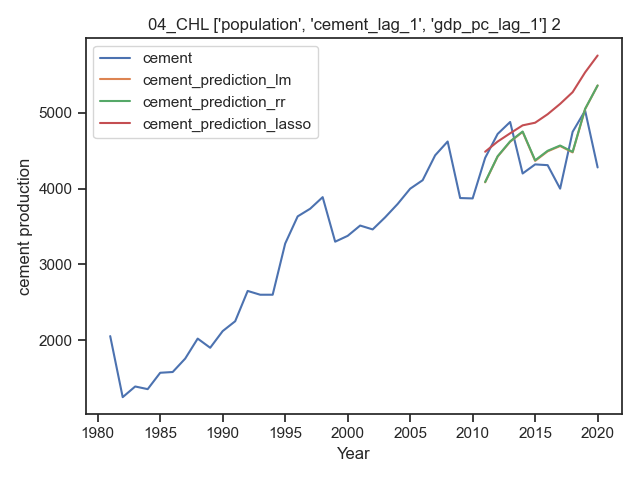 04_CHL ['population', 'cement_lag_1', 'gdp_pc_lag_1'] 2
cement
cement_prediction_lm
cement_prediction_rr
cement_prediction_lasso
5000
4000
3000
2000
cement production
1980 1985 1990 1995 2000 2005 2010 2015 2020
Year